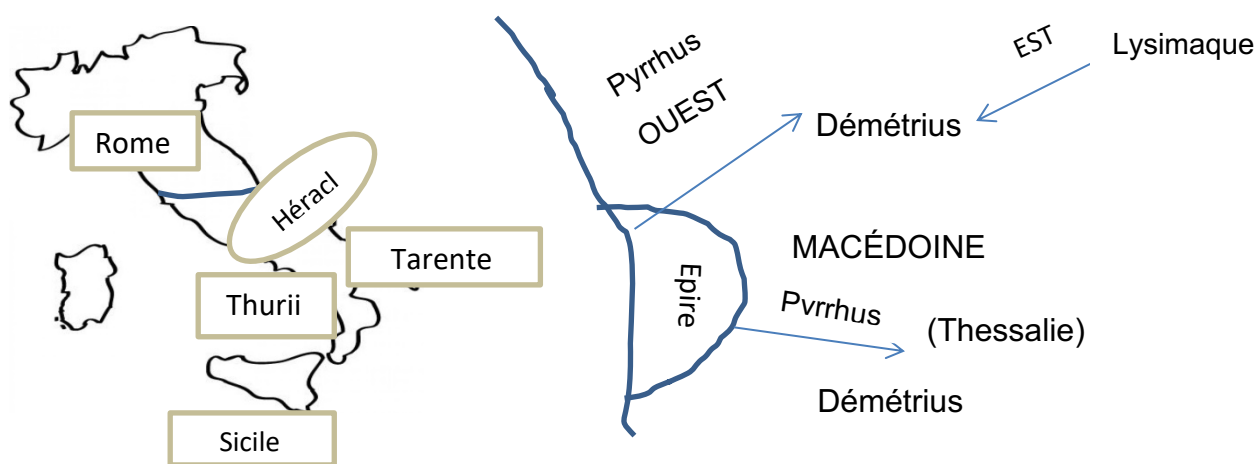 Rome
Héracl
Tarente
Thurii
Sicile
Pyrrhus
OUEST
EST
Lysimaque
Démétrius
MACÉDOINE
Epire
Pvrrhus
(Thessalie)
Démétrius